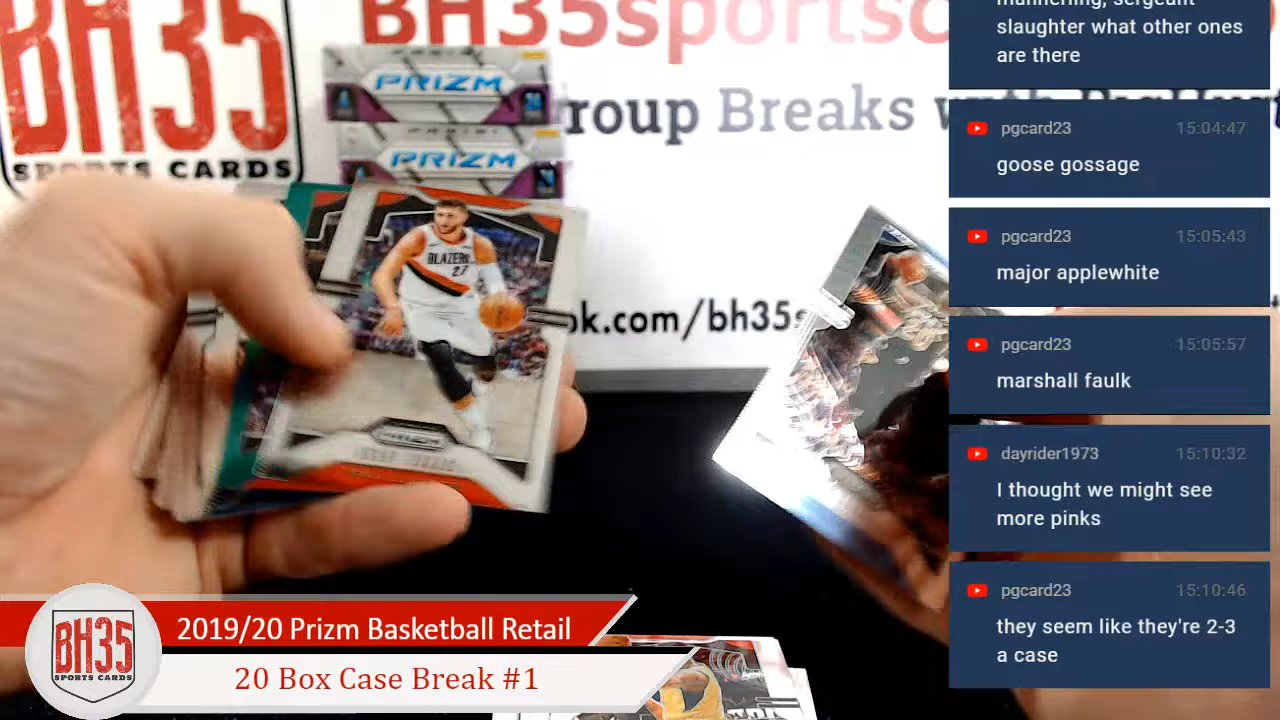 BH35
SPORTS CARDS
BH35sportsc
roup Breaks w
ok.com/bh35s
PRIZM
PRIZM
BLAZERS
27
slaughter what other ones
are there
pgcard23 15:04:47
goose gossage
pgcard23 15:05:43
major applewhite
pgcard23 15:05:57
marshall faulk
dayrider1973 15:10:32
I thought we might see
more pinks
pgcard23 15:10:46
they seem like they're 2-3
a case
BH35
SPORTS CARDS
2019/20 Prizm Basketball Retail
20 Box Case Break #1